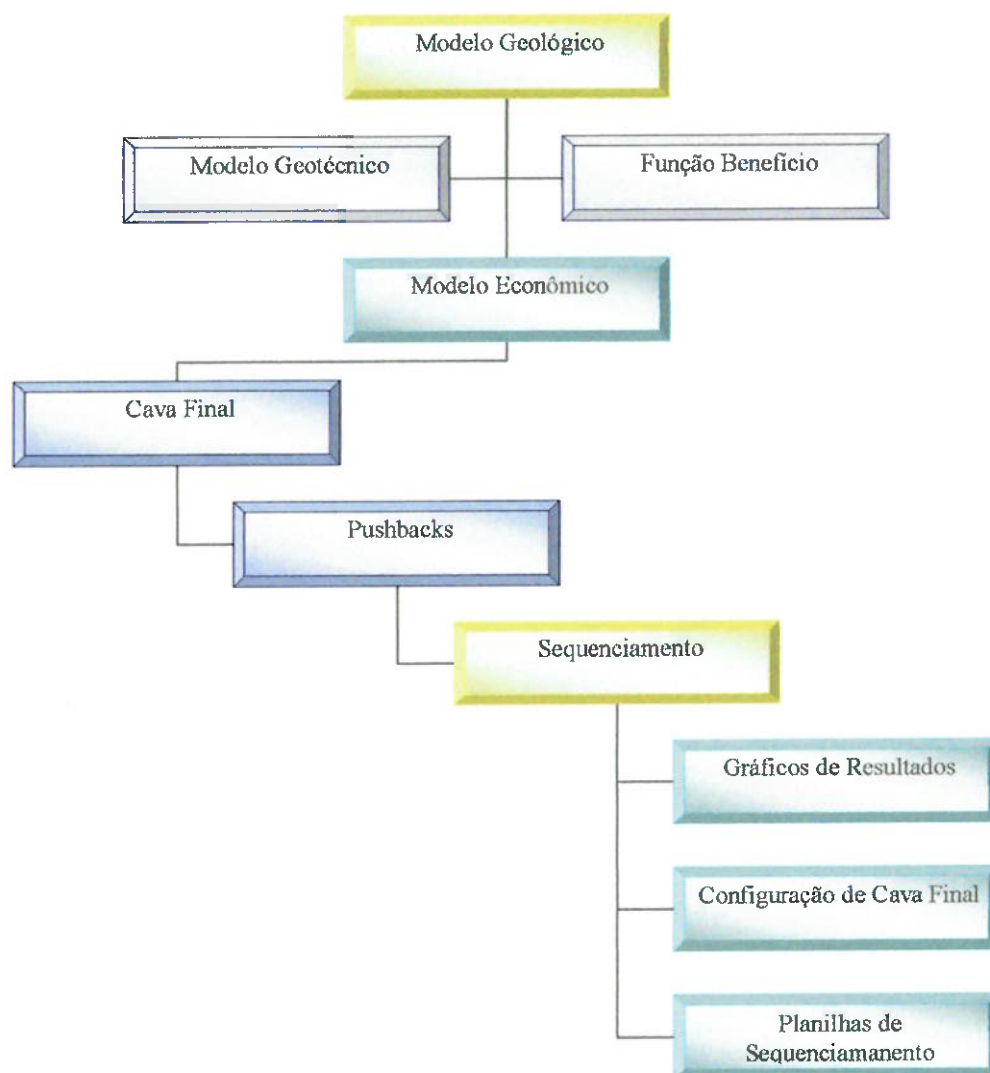 Modelo Geológico
Modelo Geotécnico
Função Benefício
Modelo Econômico
Cava Final
Pushbacks
Sequenciamento
Gráficos de Resultados
Configuração de Cava Final
Planilhas de
Sequenciamanento